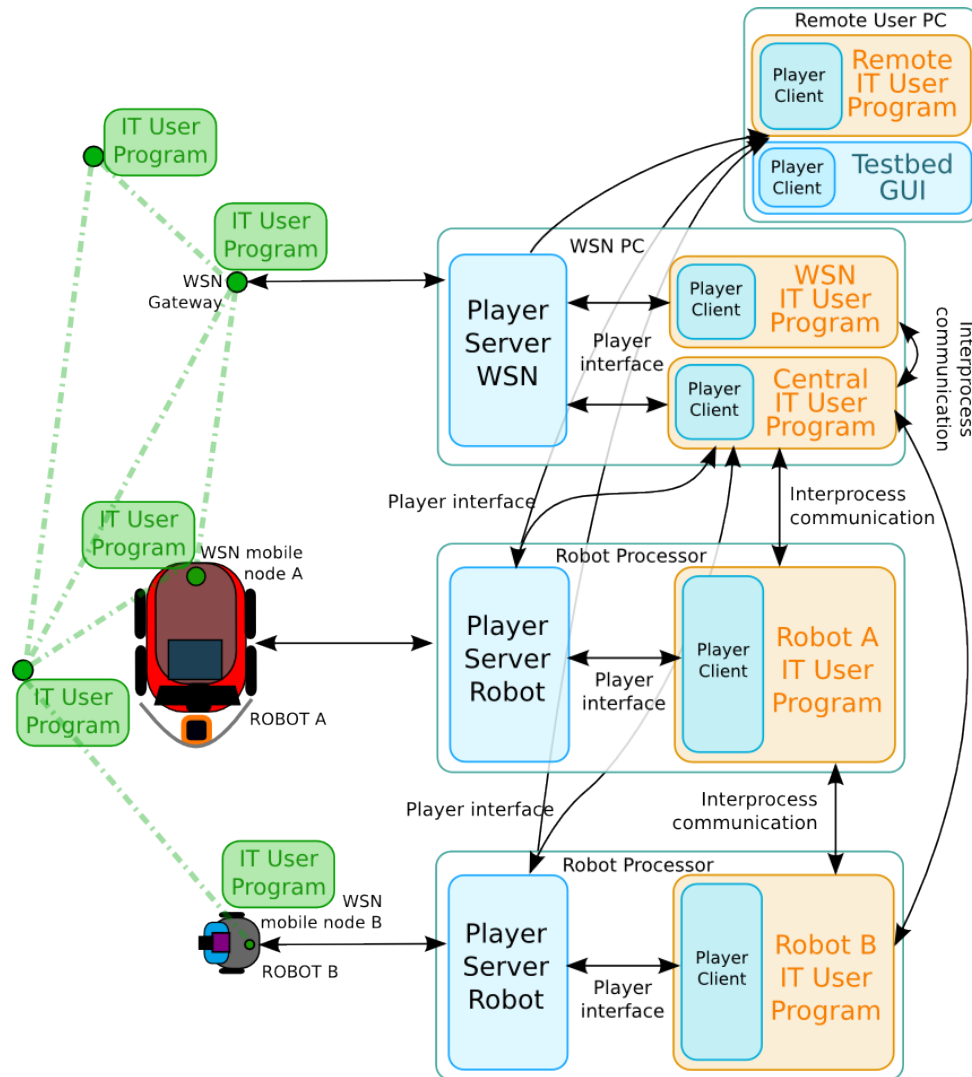 Remote User PC
Player
Client
Remote
IT User
Program
Player
Client
Testbed
GUI
IT User
Program
IT User
Program
WSN
Gateway
WSN PC
Player
Server
WSN
Player
interface
Player
Client
WSN
IT User
Program
Player
Client
Central
IT User
Program
Interprocess
communication
Player interface
Interprocess
communication
IT User
Program
WSN mobile
node A
ROBOT A
IT User
Program
Robot Processor
Player
Server
Robot
Player
interface
Player
Client
Robot A
IT User
Program
Player interface
Interprocess
communication
IT User
Program
WSN
mobile node B
ROBOT B
Robot Processor
Player
Server
Robot
Player
interface
Player
Client
Robot B
IT User
Program